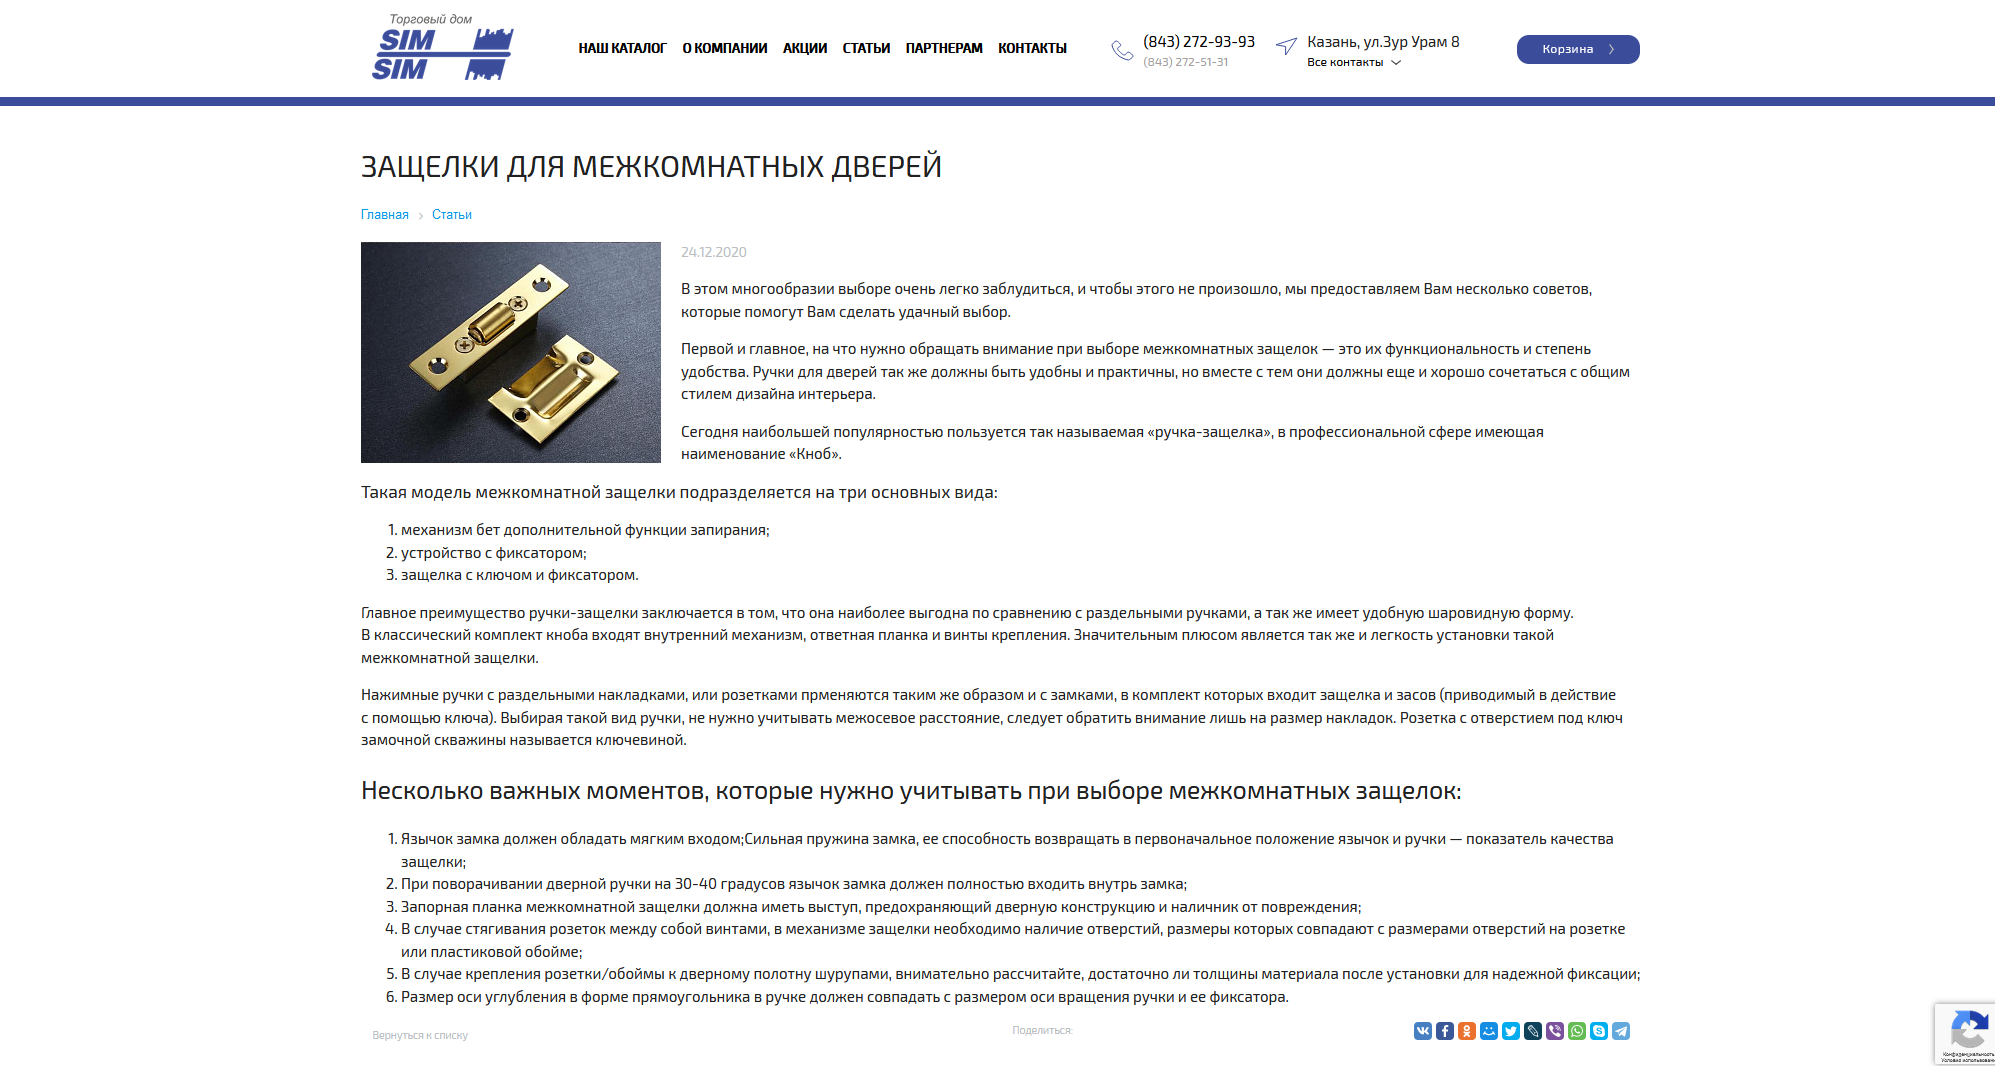 Торговый дом
SIM
SIM
НАШ КАТАЛОГ О КОМПАНИИ АКЦИИ СТАТЬИ ПАРТНЕРАМ КОНТАКТЫ
(843) 272-93-93
(843) 272-51-31
Казань, ул.Зур Урам 8
Все контакты
Корзина
ЗАЩЕЛКИ ДЛЯ МЕЖКОМНАТНЫХ ДВЕРЕЙ
Главная Статьи
24.12.2020
В этом многообразии выборе очень легко заблудиться, и чтобы этого не произошло, мы предоставляем Вам несколько советов,
которые помогут Вам сделать удачный выбор.
Первой и главное, на что нужно обращать внимание при выборе межкомнатных защелок — это их функциональность и степень
удобства. Ручки для дверей так же должны быть удобны и практичны, но вместе с тем они должны еще и хорошо сочетаться с общим
стилем дизайна интерьера.
Сегодня наибольшей популярностью пользуется так называемая «ручка-защелка», в профессиональной сфере имеющая
наименование «Кноб».
Такая модель межкомнатной защелки подразделяется на три основных вида:
1. механизм бет дополнительной функции запирания;
2. устройство с фиксатором;
3. защелка с ключом и фиксатором.
Главное преимущество ручки-защелки заключается в том, что она наиболее выгодна по сравнению с раздельными ручками, а так же имеет удобную шаровидную форму.
В классический комплект кноба входят внутренний механизм, ответная планка и винты крепления. Значительным плюсом является так же и легкость установки такой
межкомнатной защелки.
Нажимные ручки с раздельными накладками, или розетками прменяются таким же образом и с замками, в комплект которых входит защелка и засов (приводимый в действие
с помощью ключа). Выбирая такой вид ручки, не нужно учитывать межосевое расстояние, следует обратить внимание лишь на размер накладок. Розетка с отверстием под ключ
замочной скважины называется ключевиной.
Несколько важных моментов, которые нужно учитывать при выборе межкомнатных защелок:
1. Язычок замка должен обладать мягким входом;Сильная пружина замка, ее способность возвращать в первоначальное положение язычок и ручки — показатель качества
защелки;
2. При поворачивании дверной ручки на 30-40 градусов язычок замка должен полностью входить внутрь замка;
3. Запорная планка межкомнатной защелки должна иметь выступ, предохраняющий дверную конструкцию и наличник от повреждения;
4. В случае стягивания розеток между собой винтами, в механизме защелки необходимо наличие отверстий, размеры которых совпадают с размерами отверстий на розетке
или пластиковой обойме;
5. В случае крепления розетки/обоймы к дверному полотну шурупами, внимательно рассчитайте, достаточно ли толщины материала после установки для надежной фиксации;
6. Размер оси углубления в форме прямоугольника в ручке должен совпадать с размером оси вращения ручки и ее фиксатора.
Вернуться к списку
Поделиться:
Конфиденциальность
Условия использован